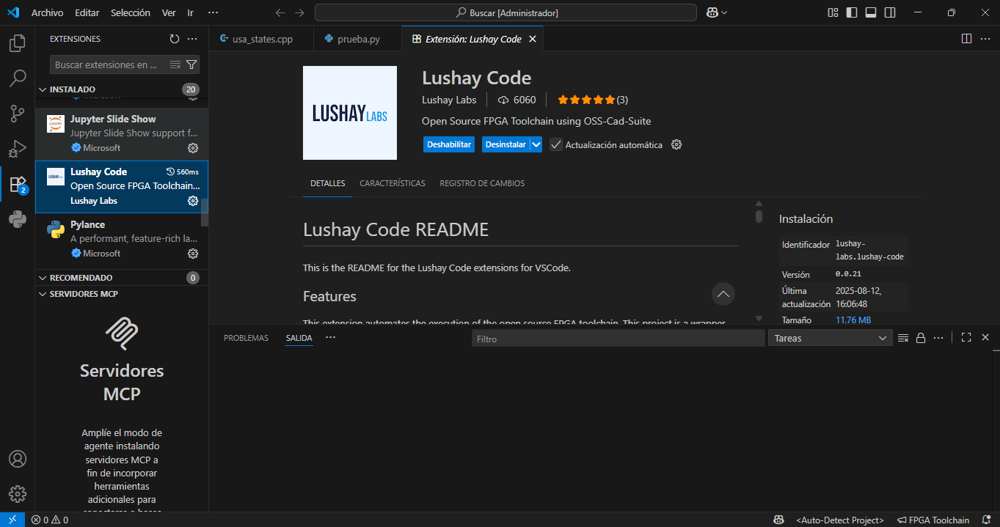 Archivo Editar Selección Ver Ir ···
Buscar [Administrador]
EXTENSIONES
Buscar extensiones en ...
INSTALADO 20
Jupyter Slide Show
Jupyter Slide Show support f...
Microsoft
Lushay Code 560ms
Open Source FPGA Toolchain...
Lushay Labs
Pylance
A performant, feature-rich la...
Microsoft
RECOMENDADO 0
SERVIDORES MCP
Servidores
MCP
Amplíe el modo de
agente instalando
servidores MCP a
fin de incorporar
herramientas
adicionales para
2
usa_states.cpp prueba.py Extensión: Lushay Code
LUSHAY LABS
Lushay Code
Lushay Labs 6060 (3)
Open Source FPGA Toolchain using OSS-Cad-Suite
Deshabilitar Desinstalar Actualización automática
DETALLES CARACTERÍSTICAS REGISTRO DE CAMBIOS
Lushay Code README
This is the README for the Lushay Code extensions for VSCode.
Features
This extension automates the execution of the open source FPGA toolchain. This project is a wrapper
Instalación
Identificador lushay-
labs.lushay-code
Versión 0.0.21
Última 2025-08-12,
actualización 16:06:48
Tamaño 11.76 MB
PROBLEMAS SALIDA ··· Filtro Tareas
0 0 <Auto-Detect Project> FPGA Toolchain